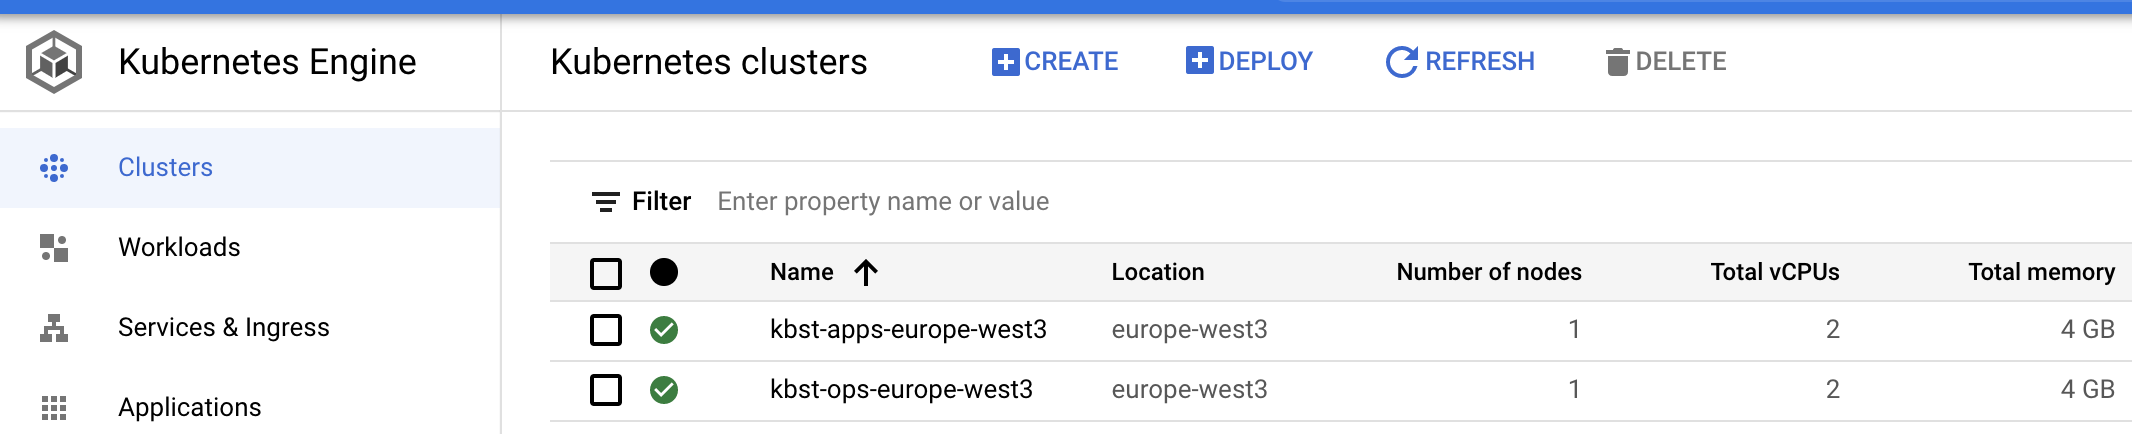 Kubernetes Engine
Kubernetes clusters CREATE DEPLOY REFRESH DELETE
Clusters
Workloads
Services & Ingress
Applications
Filter Enter property name or value
Name Location Number of nodes Total vCPUs Total memory
kbst-apps-europe-west3 europe-west3 1 2 4 GB
kbst-ops-europe-west3 europe-west3 1 2 4 GB